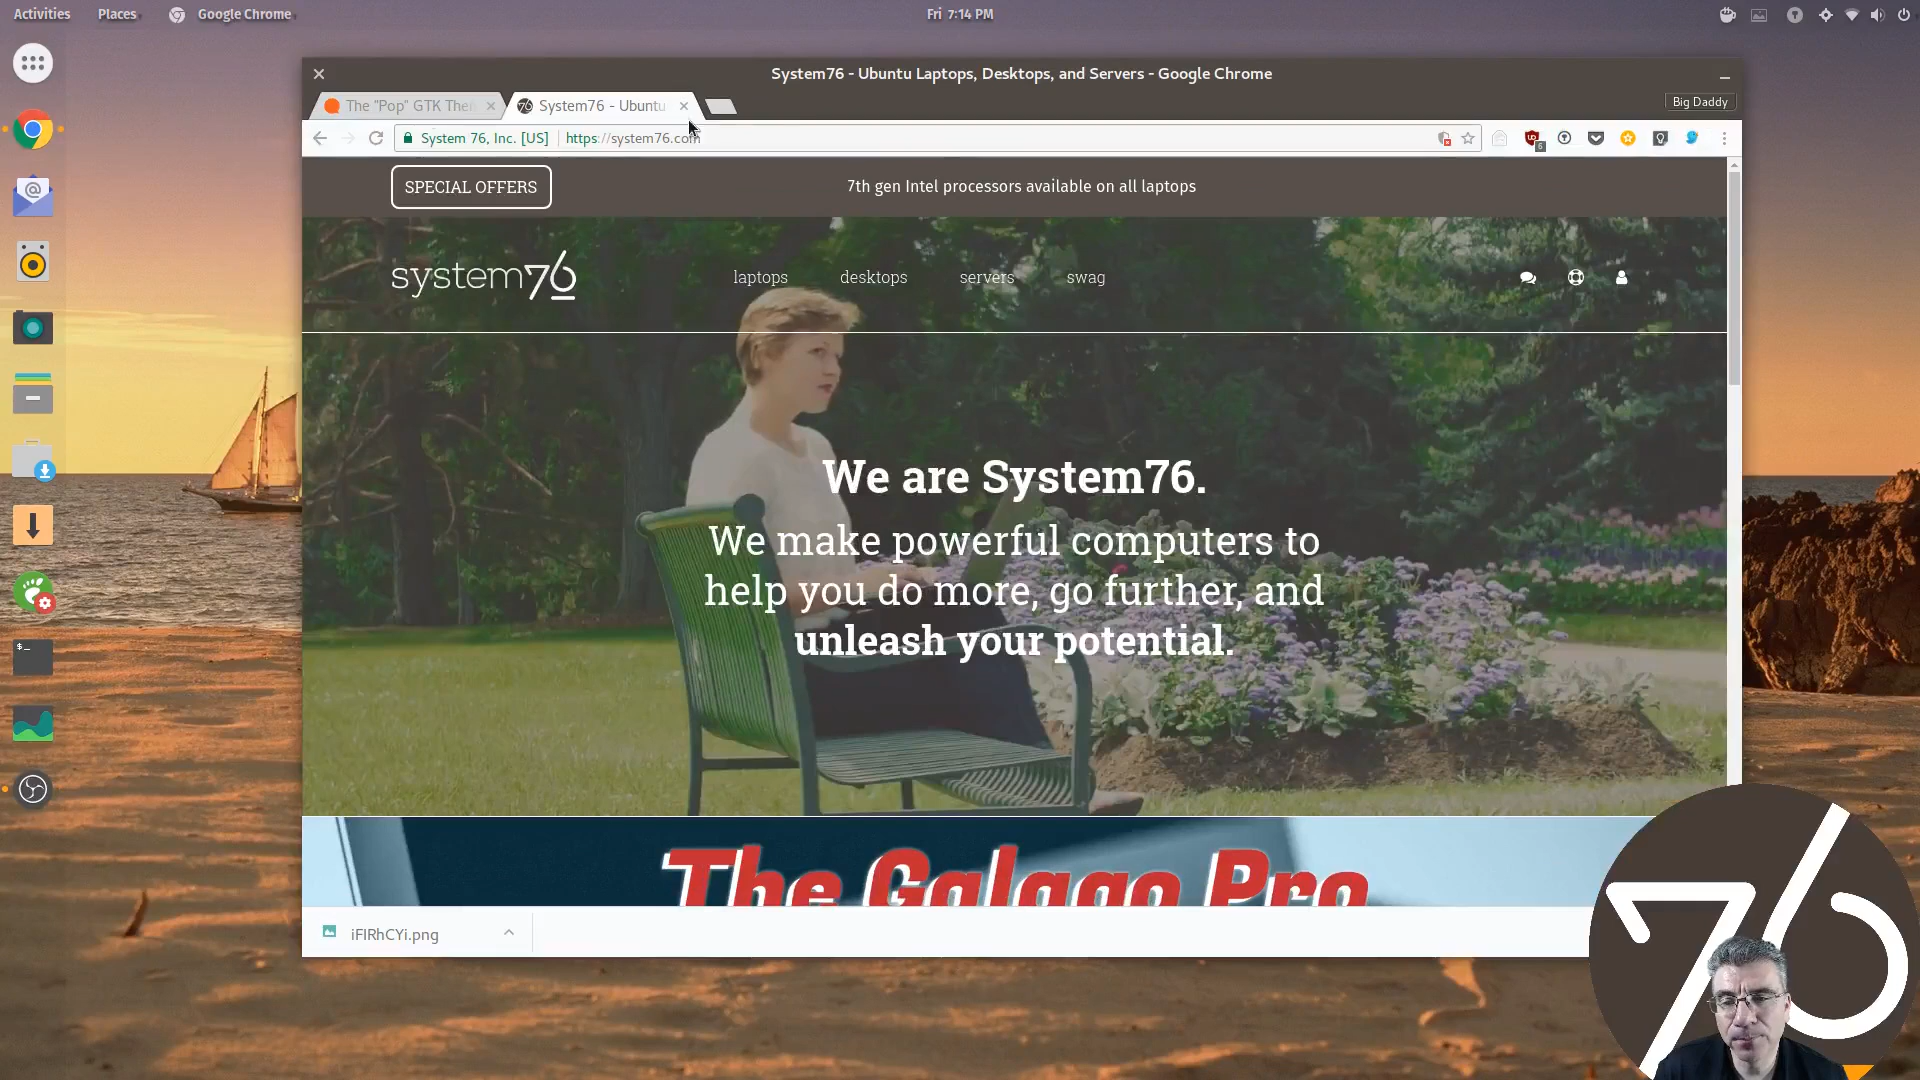 Activities Places Google Chrome Fri 7:14 PM
System76 - Ubuntu Laptops, Desktops, and Servers - Google Chrome
The "Pop" GTK The
System76 - Ubuntu
Big Daddy
System 76, Inc. [US] https://system76.com
6
SPECIAL OFFERS
7th gen Intel processors available on all laptops
system76
laptops desktops servers swag
We are System76.
We make powerful computers to
help you do more, go further, and
unleash your potential.
The Galago Pro
$_
iFIRhCYi.png
76